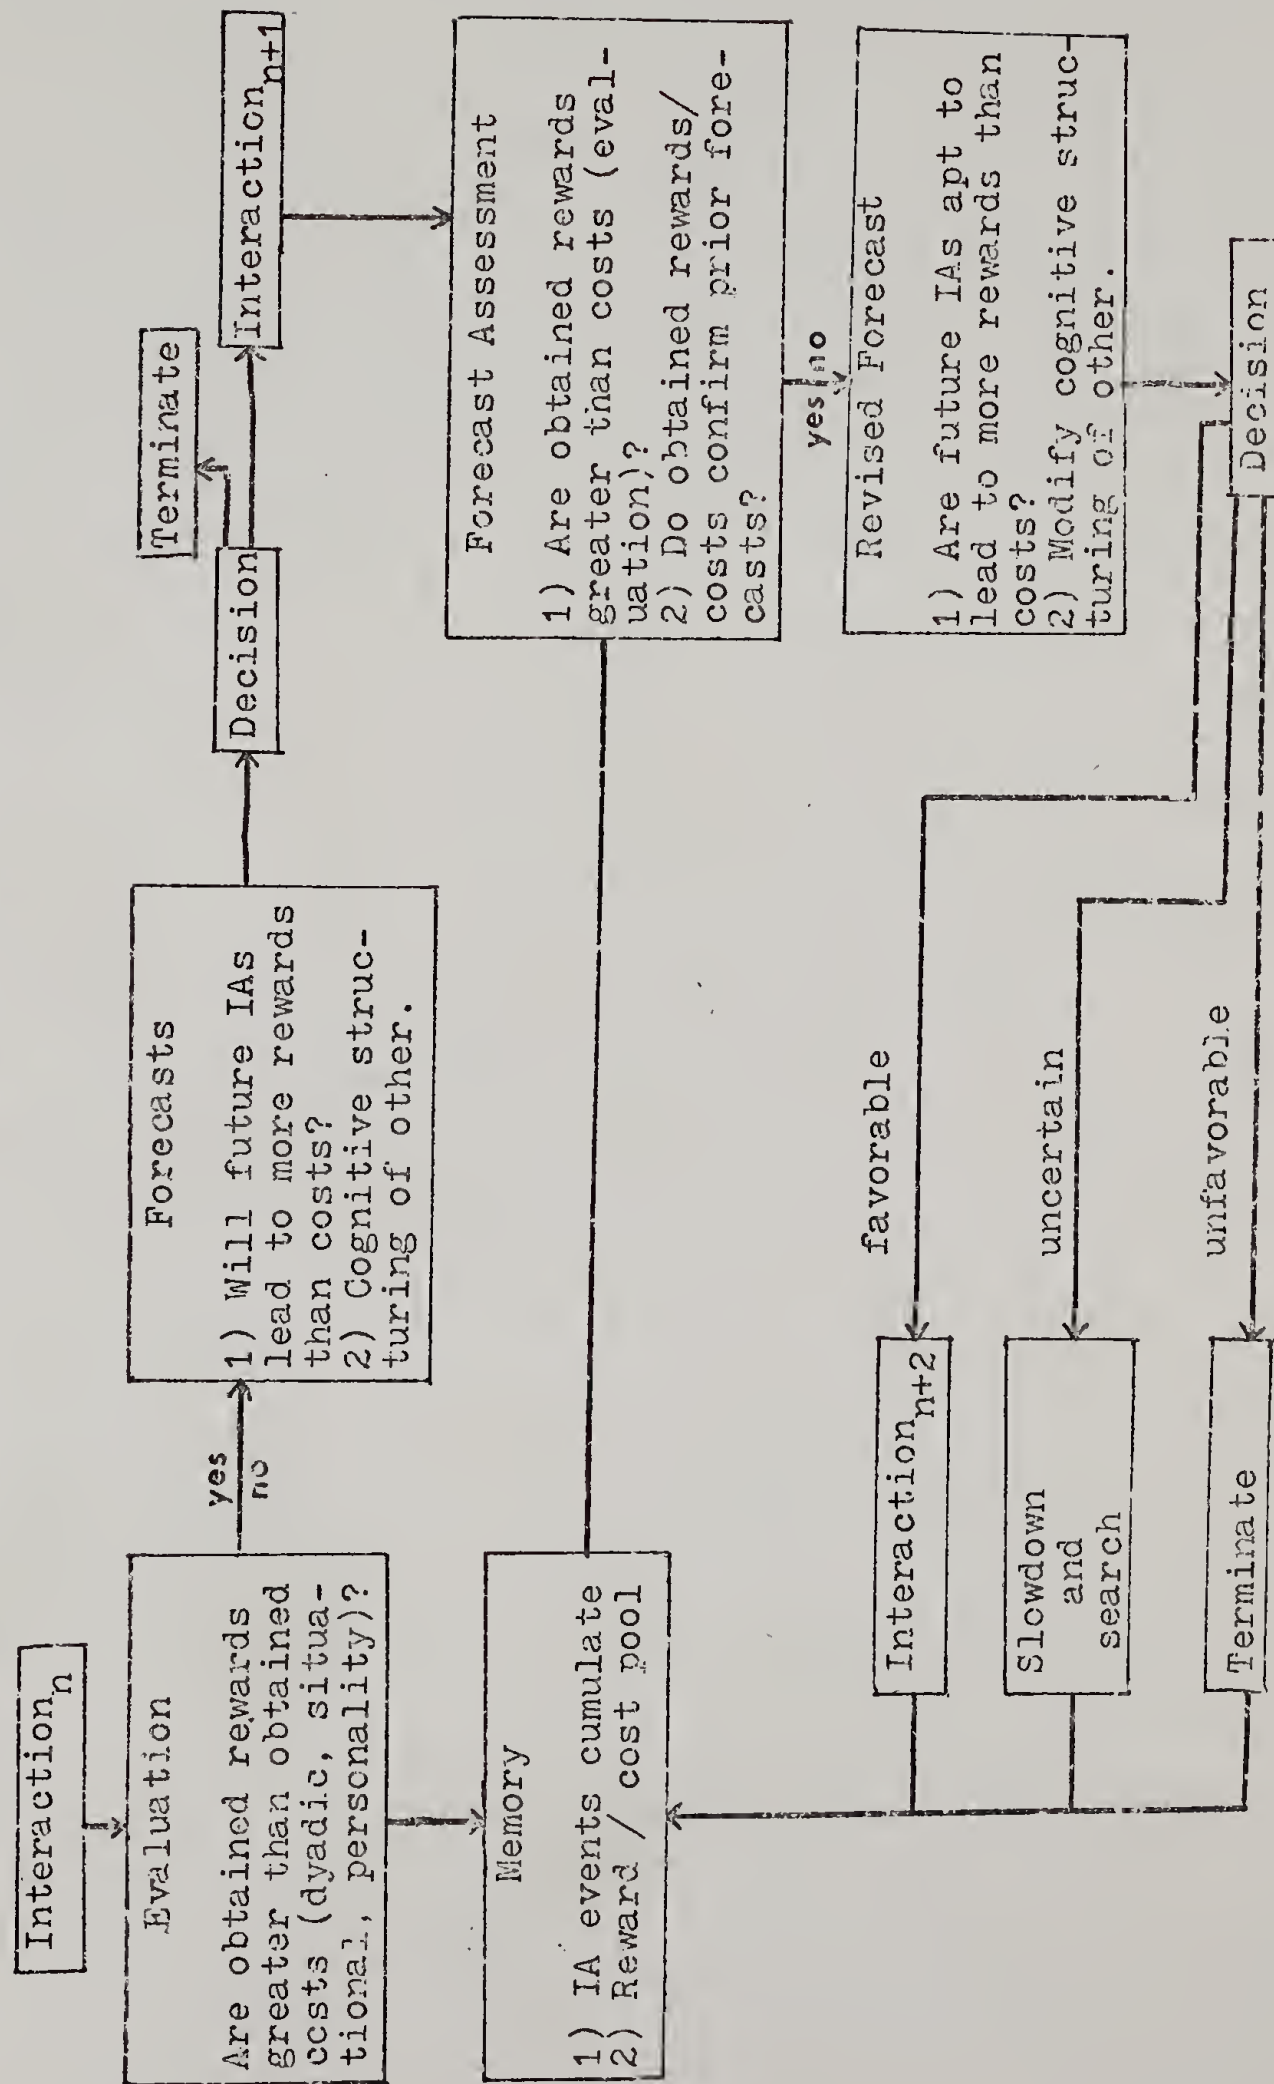 Interaction n
Evaluation
Are obtained rewards
greater than obtained
costs (dyadic, situa-
tional, personality)?
yes
no
Forecasts
1) Will future IAs
lead to more rewards
than costs?
2) Cognitive struc-
turing of other.
Decision
Terminate
Interaction n+1
Memory
1) IA events cumulate
2) Reward / cost pool
Forecast Assessment
1) Are obtained rewards
greater than costs (eval-
uation)?
2) Do obtained rewards/
costs confirm prior fore-
casts?
yes no
Revised Forecast
1) Are future IAs apt to
lead to more rewards than
costs?
2) Modify cognitive struc-
turing of other.
Decision
favorable
Interaction n+2
uncertain
Slowdown
and
search
unfavorable
Terminate